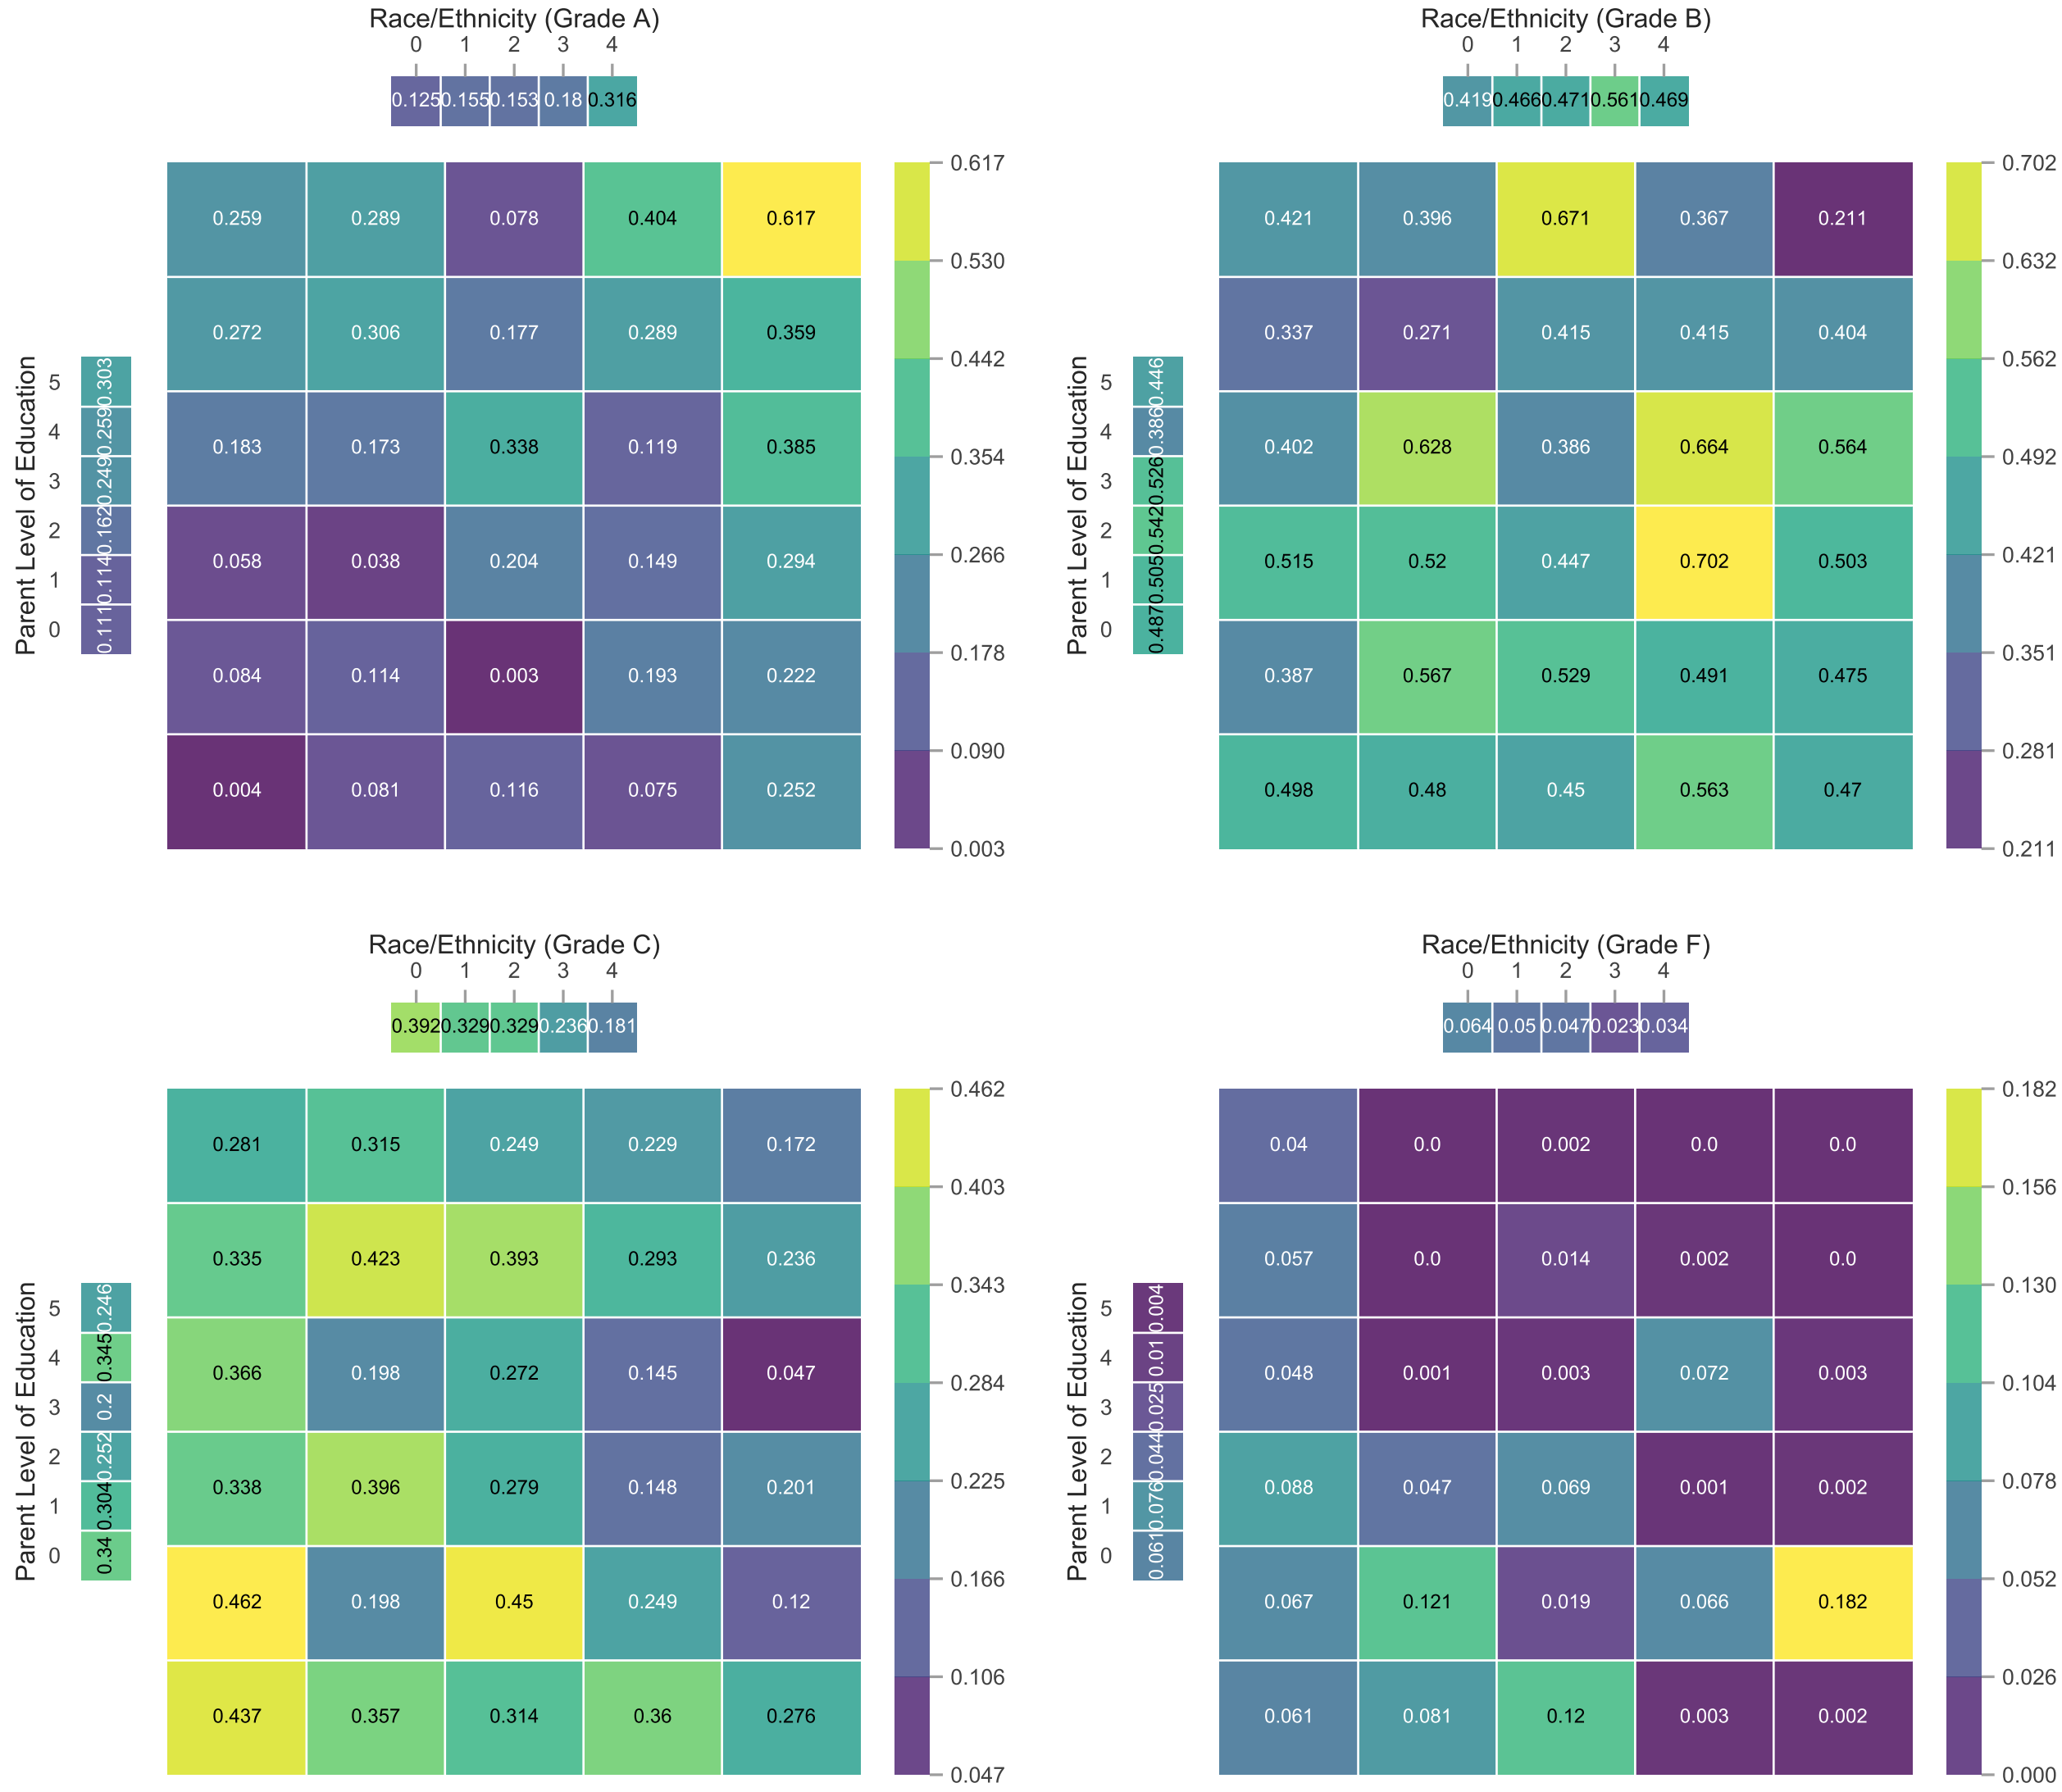 Race/Ethnicity (Grade A)
0 1 2 3 4
0.125 0.155 0.153 0.18 0.316
Parent Level of Education
5 4 3 2 1 0
0.303 0.259 0.249 0.162 0.114 0.111
0.259 0.289 0.078 0.404 0.617
0.272 0.306 0.177 0.289 0.359
0.183 0.173 0.338 0.119 0.385
0.058 0.038 0.204 0.149 0.294
0.084 0.114 0.003 0.193 0.222
0.004 0.081 0.116 0.075 0.252
0.617
0.530
0.442
0.354
0.266
0.178
0.090
0.003
Race/Ethnicity (Grade B)
0 1 2 3 4
0.419 0.466 0.471 0.561 0.469
Parent Level of Education
5 4 3 2 1 0
0.446 0.386 0.526 0.542 0.505 0.487
0.421 0.396 0.671 0.367 0.211
0.337 0.271 0.415 0.415 0.404
0.402 0.628 0.386 0.664 0.564
0.515 0.52 0.447 0.702 0.503
0.387 0.567 0.529 0.491 0.475
0.498 0.48 0.45 0.563 0.47
0.702
0.632
0.562
0.492
0.421
0.351
0.281
0.211
Race/Ethnicity (Grade C)
0 1 2 3 4
0.392 0.329 0.329 0.236 0.181
Parent Level of Education
5 4 3 2 1 0
0.246 0.345 0.2 0.252 0.304 0.34
0.281 0.315 0.249 0.229 0.172
0.335 0.423 0.393 0.293 0.236
0.366 0.198 0.272 0.145 0.047
0.338 0.396 0.279 0.148 0.201
0.462 0.198 0.45 0.249 0.12
0.437 0.357 0.314 0.36 0.276
0.462
0.403
0.343
0.284
0.225
0.166
0.106
0.047
Race/Ethnicity (Grade F)
0 1 2 3 4
0.064 0.05 0.047 0.023 0.034
Parent Level of Education
5 4 3 2 1 0
0.004 0.01 0.025 0.044 0.076 0.061
0.04 0.0 0.002 0.0 0.0
0.057 0.0 0.014 0.002 0.0
0.048 0.001 0.003 0.072 0.003
0.088 0.047 0.069 0.001 0.002
0.067 0.121 0.019 0.066 0.182
0.061 0.081 0.12 0.003 0.002
0.182
0.156
0.130
0.104
0.078
0.052
0.026
0.000